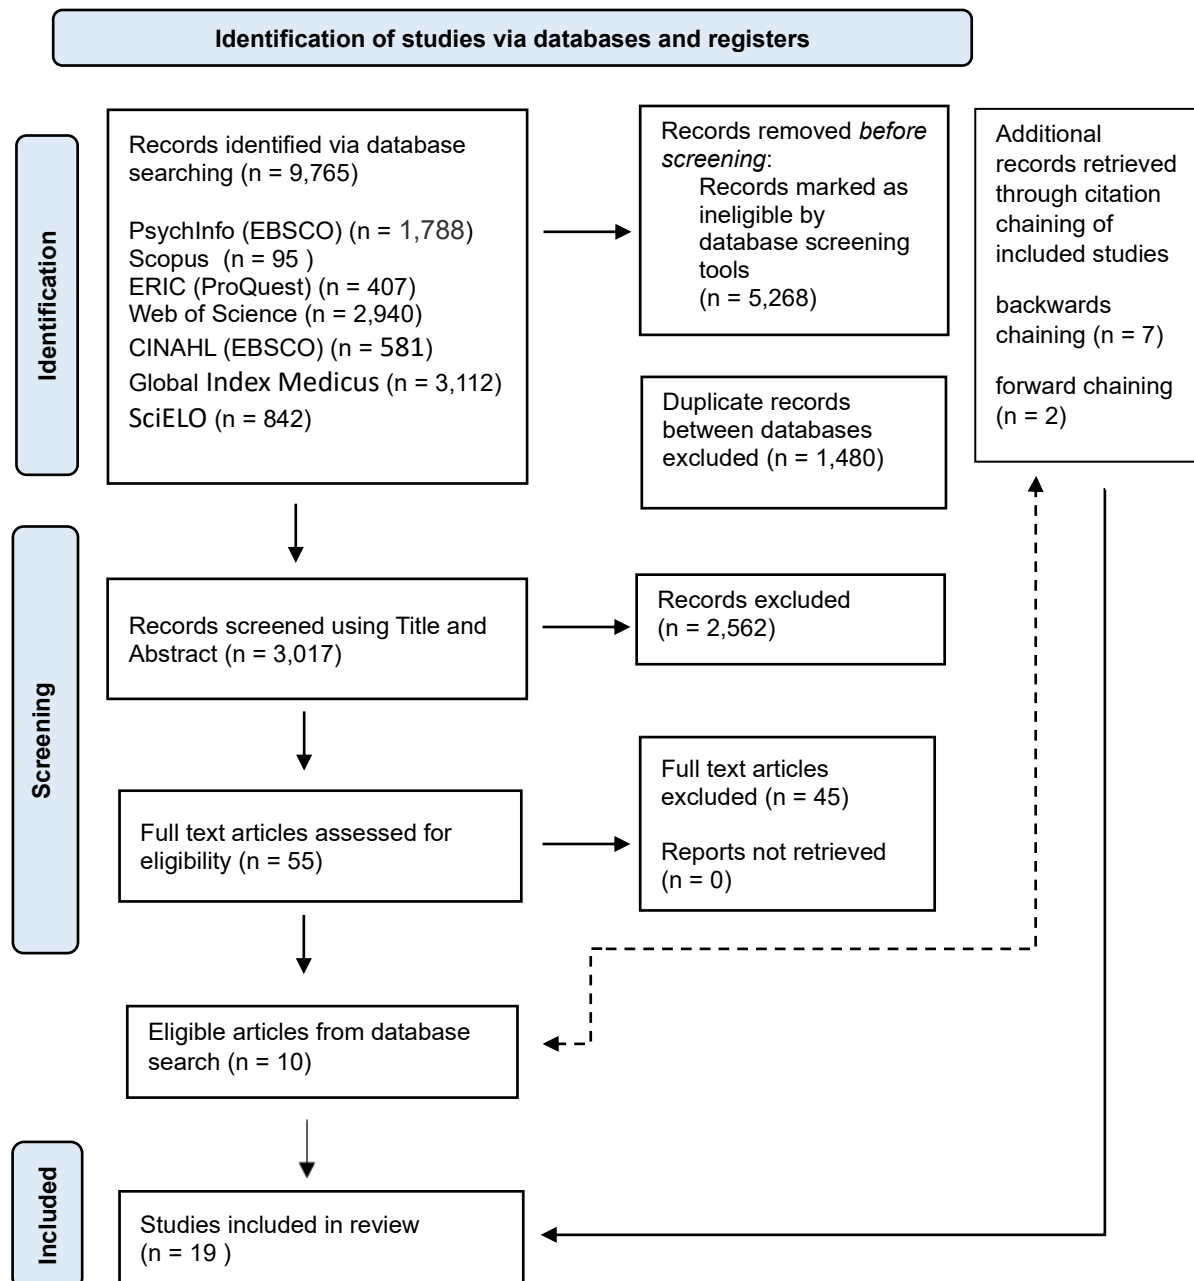 Identification of studies via databases and registers
Identification
Records identified via database
searching (n = 9,765)
PsychInfo (EBSCO) (n = 1,788)
Scopus (n = 95 )
ERIC (ProQuest) (n = 407)
Web of Science (n = 2,940)
CINAHL (EBSCO) (n = 581)
Global Index Medicus (n = 3,112)
SciELO (n = 842)
Records removed before
screening:
Records marked as
ineligible by
database screening
tools
(n = 5,268)
Duplicate records
between databases
excluded (n = 1,480)
Additional
records retrieved
through citation
chaining of
included studies
backwards
chaining (n = 7)
forward chaining
(n = 2)
Screening
Records screened using Title and
Abstract (n = 3,017)
Records excluded
(n = 2,562)
Full text articles assessed for
eligibility (n = 55)
Full text articles
excluded (n = 45)
Reports not retrieved
(n = 0)
Eligible articles from database
search (n = 10)
Included
Studies included in review
(n = 19 )